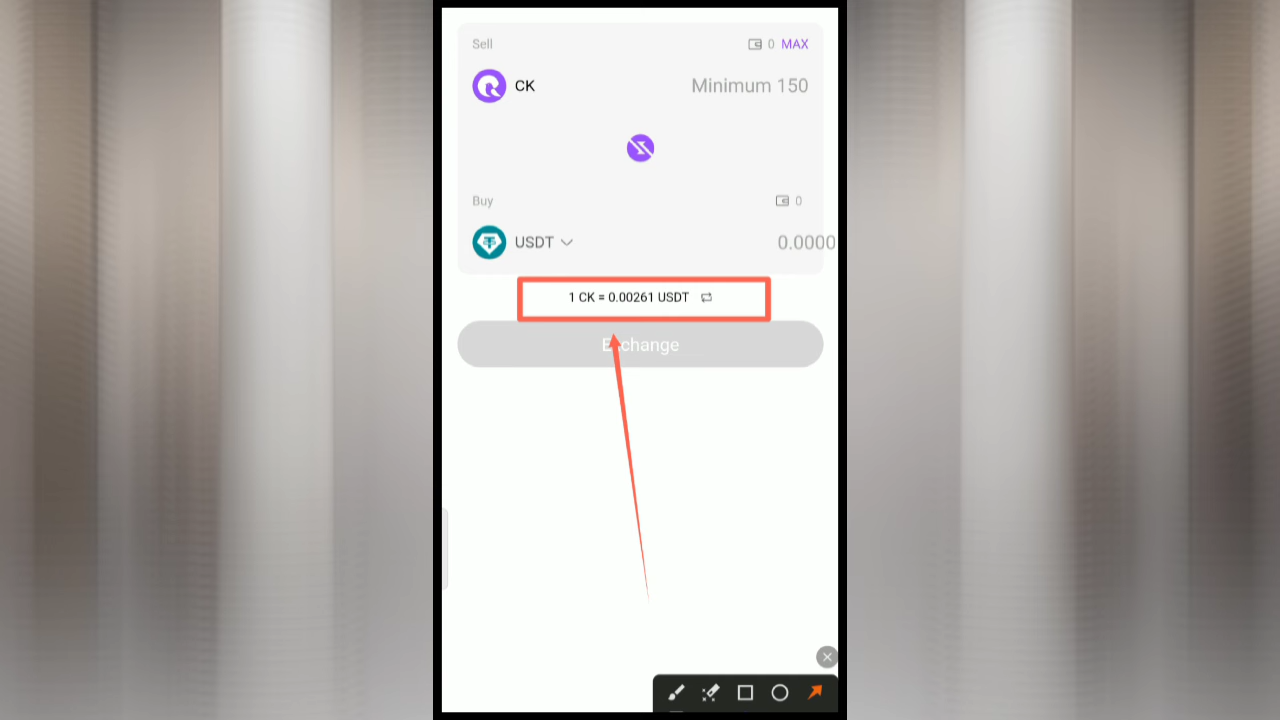 Sell 0 MAX
CK Minimum 150
Buy 0
USDT 0.0000
1 CK = 0.00261 USDT
Exchange